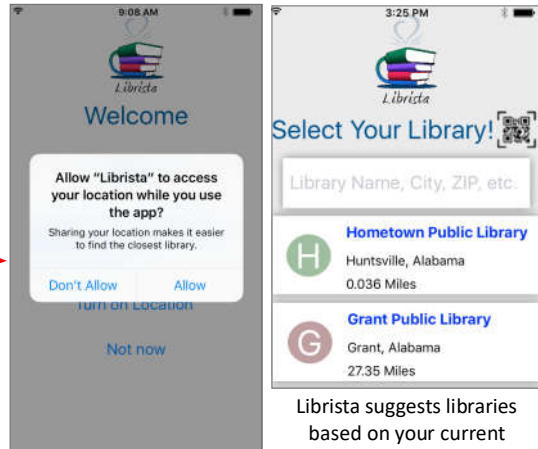 9:08 AM
Librista
Welcome
Allow “Librista” to access
your location while you use
the app?
Sharing your location makes it easier
to find the closest library.
Don't Allow
Allow
Turn on Location
Not now
3:25 PM
Librista
Select Your Library!
Library Name, City, ZIP, etc.
H
Hometown Public Library
Huntsville, Alabama
0.036 Miles
G
Grant Public Library
Grant, Alabama
27.35 Miles
Librista suggests libraries
based on your current